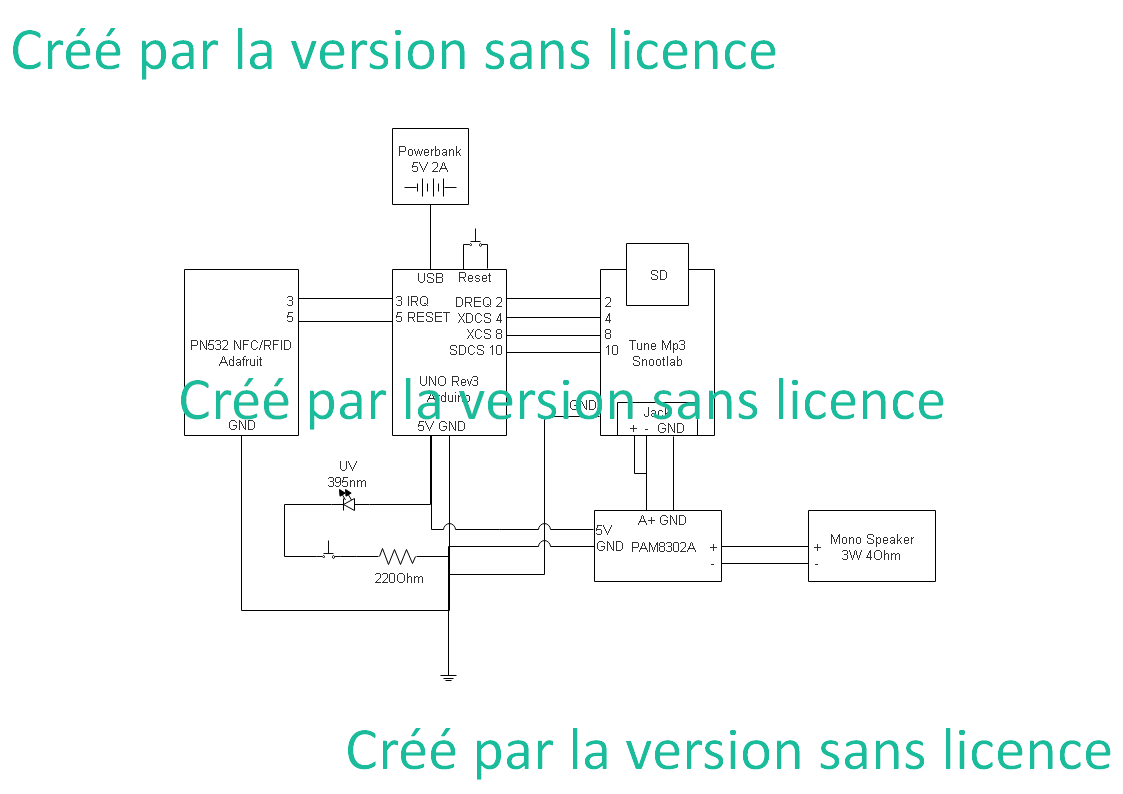 Créé par la version sans licence
Powerbank
5V 2A
USB Reset
SD
3
5
3 IRQ
5 RESET
DREQ 2
XDCS 4
XCS 8
SDCS 10
2
4
8
10
PN532 NFC/RFID
Adafruit
Tune Mp3
Snootlab
UNO Rev3
Arduino
Créé par la version sans licence
GND
Jack
+ - GND
GND
5V GND
UV
395nm
A+ GND
5V
GND
PAM8302A
+
-
+
-
Mono Speaker
3W 4Ohm
220Ohm
Créé par la version sans licence